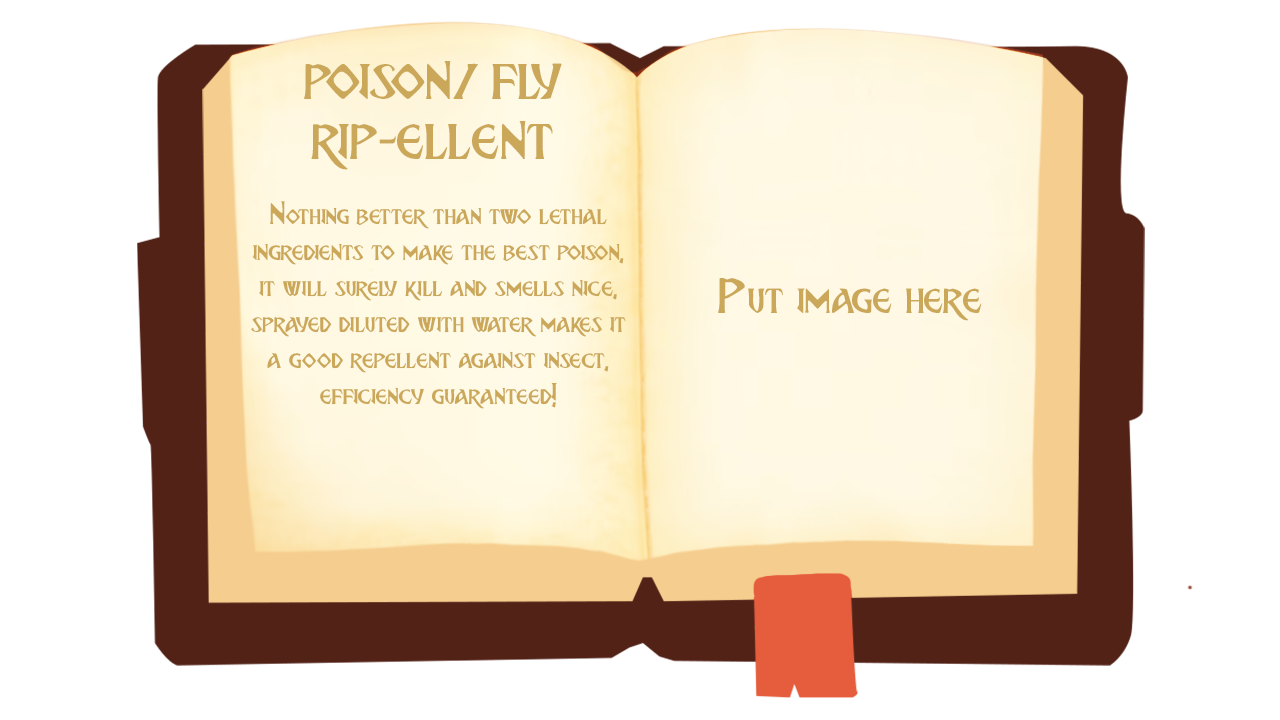 POISON/ FLY
RIP-ELLENT
Nothing better than two lethal
ingredients to make the best poison,
it will surely kill and smells nice,
sprayed diluted with water makes it
a good repellent against insect,
efficiency guaranteed!
Put image here